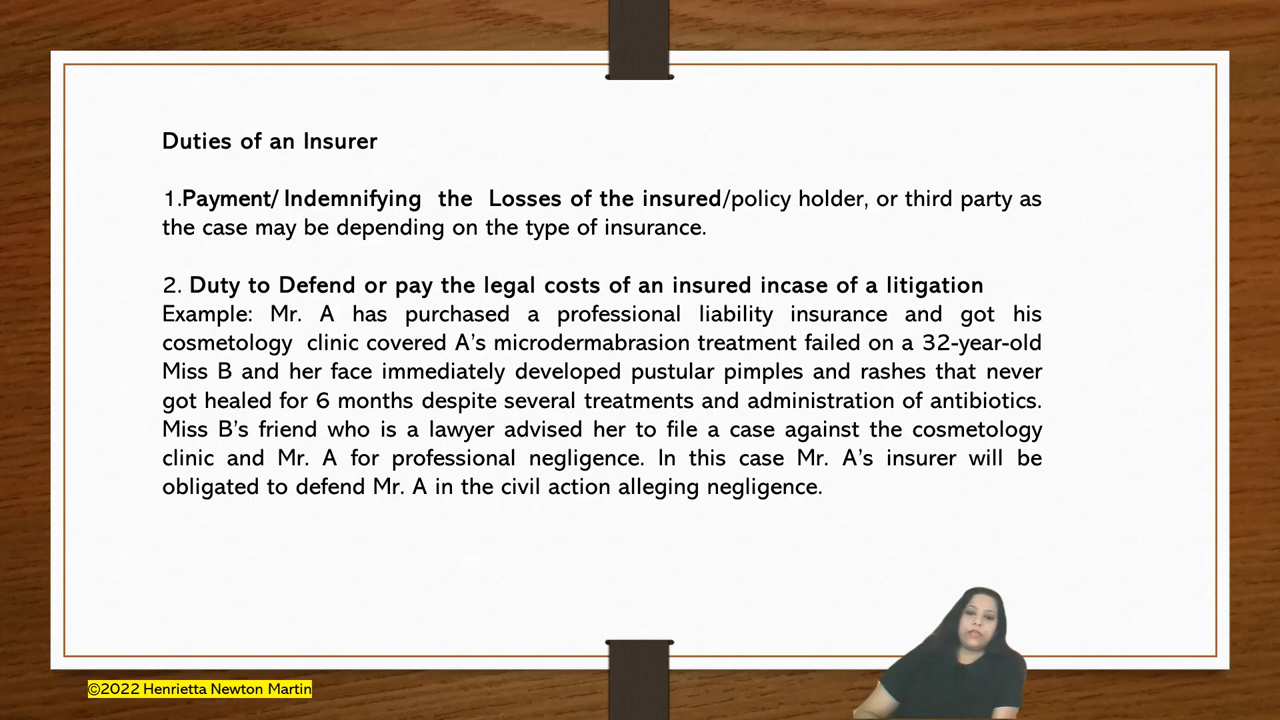 Duties of an Insurer
1.Payment/ Indemnifying the Losses of the insured/policy holder, or third party as
the case may be depending on the type of insurance.
2. Duty to Defend or pay the legal costs of an insured incase of a litigation
Example: Mr. A has purchased a professional liability insurance and got his
cosmetology clinic covered A’s microdermabrasion treatment failed on a 32-year-old
Miss B and her face immediately developed pustular pimples and rashes that never
got healed for 6 months despite several treatments and administration of antibiotics.
Miss B’s friend who is a lawyer advised her to file a case against the cosmetology
clinic and Mr. A for professional negligence. In this case Mr. A’s insurer will be
obligated to defend Mr. A in the civil action alleging negligence.
©2022 Henrietta Newton Martin